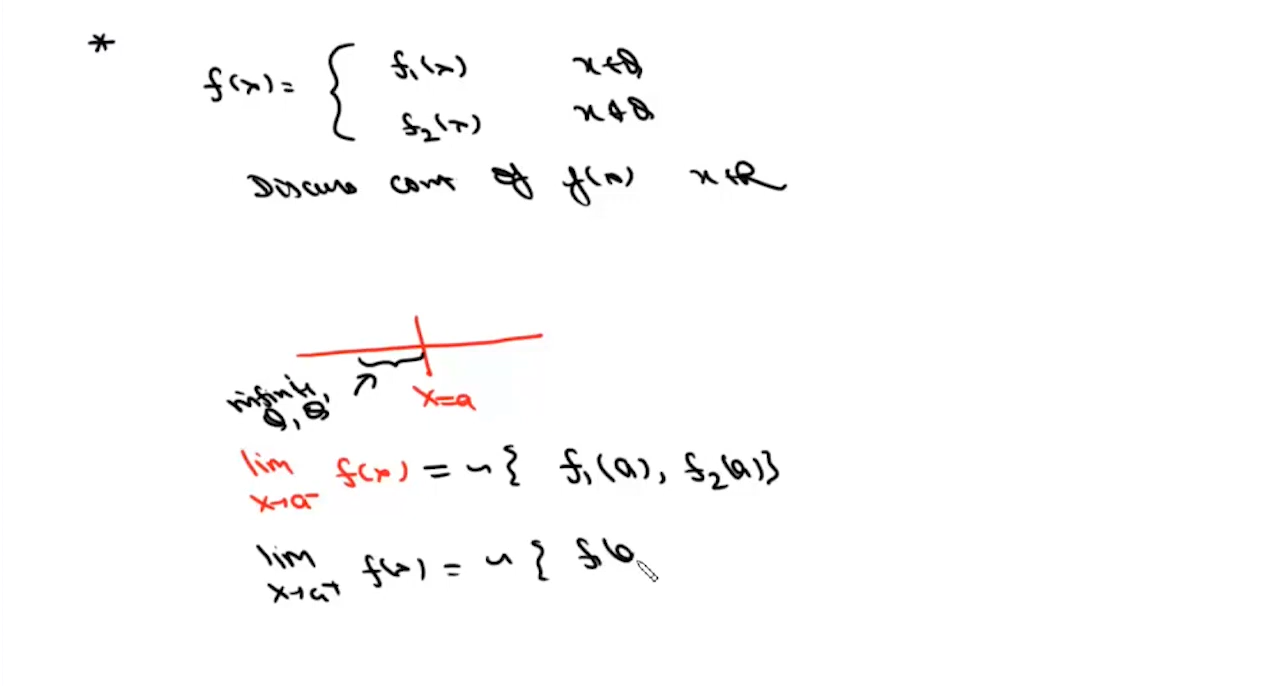 *
f(x) = { f₁(x) x∈Q
f₂(x) x∉Q
Discuss cont of f(x) x∈R
infinite,
Q, Q
x=a
lim x→a⁻ f(x) = { f₁(a), f₂(a)}
lim x→a⁺ f(x) = { f₁(a